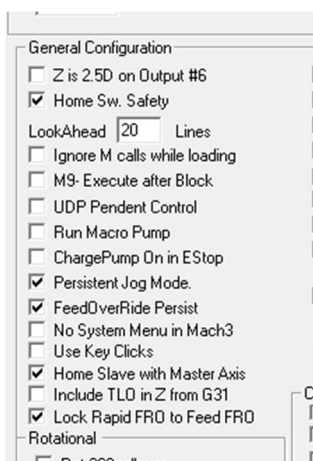 General Configuration
Z is 2.5D on Output #6
Home Sw. Safety
LookAhead 20 Lines
Ignore M calls while loading
M9- Execute after Block
UDP Pendent Control
Run Macro Pump
ChargePump On in EStop
Persistent Jog Mode.
FeedOverRide Persist
No System Menu in Mach3
Use Key Clicks
Home Slave with Master Axis
Include TLO in Z from G31
Lock Rapid FRO to Feed FRO
Rotational